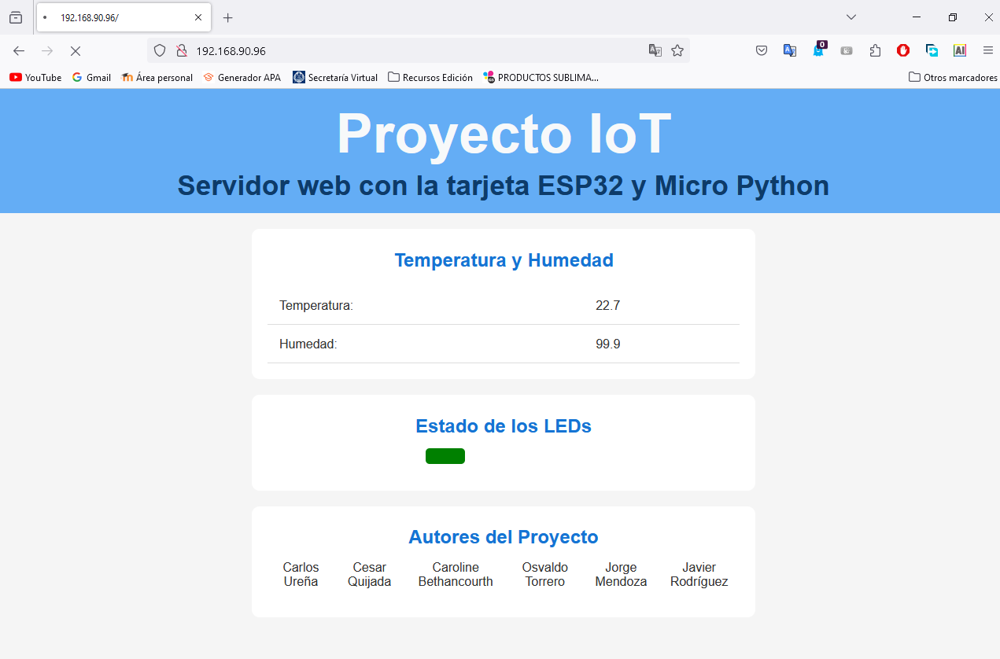 192.168.90.96/
192.168.90.96
0
AI
YouTube
Gmail
Área personal
Generador APA
Secretaría Virtual
Recursos Edición
PRODUCTOS SUBLIMA...
Otros marcadores
Proyecto IoT
Servidor web con la tarjeta ESP32 y Micro Python
Temperatura y Humedad
Temperatura: 22.7
Humedad: 99.9
Estado de los LEDs
Autores del Proyecto
Carlos Cesar Caroline Osvaldo Jorge Javier
Ureña Quijada Bethancourth Torrero Mendoza Rodríguez